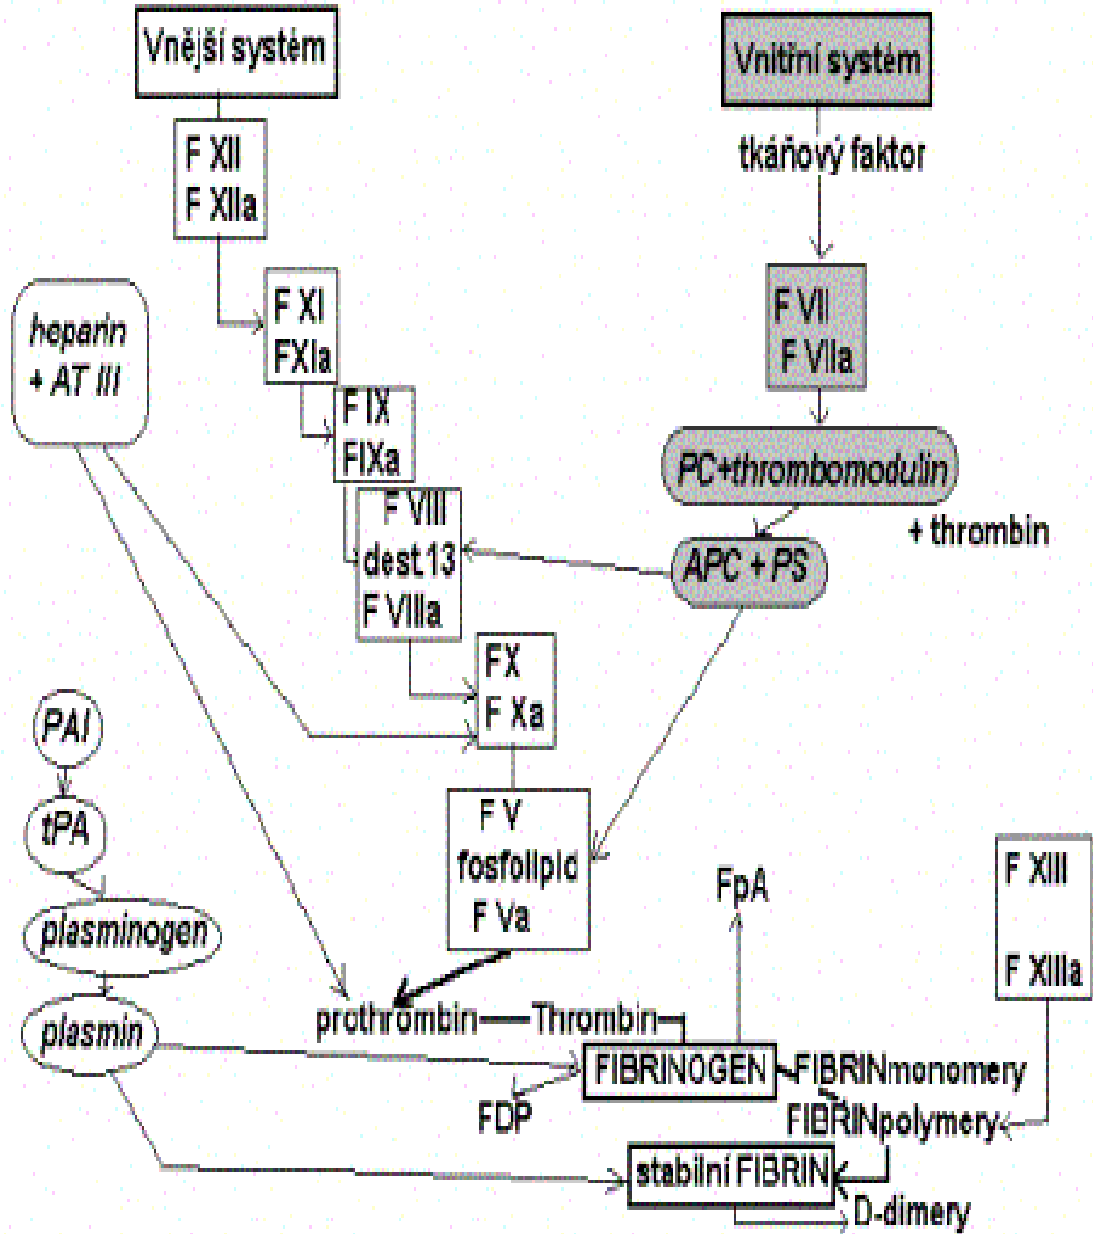 Vnější systém
Vnitřní systém
F XII
F XIIa
tkáňový faktor
F XI
FXIa
F VII
F VIIa
heparin
+ AT III
F IX
FIXa
PC+thrombomodulin
+ thrombin
F VIII
dest.13
F VIIIa
APC + PS
FX
F Xa
PAI
tPA
F V
fosfolipid
F Va
FpA
F XIII
F XIIIa
plasminogen
plasmin
prothrombin
Thrombin
FIBRINOGEN
FIBRINmonomery
FDP
FIBRINpolymery
stabilní FIBRIN
D-dimery